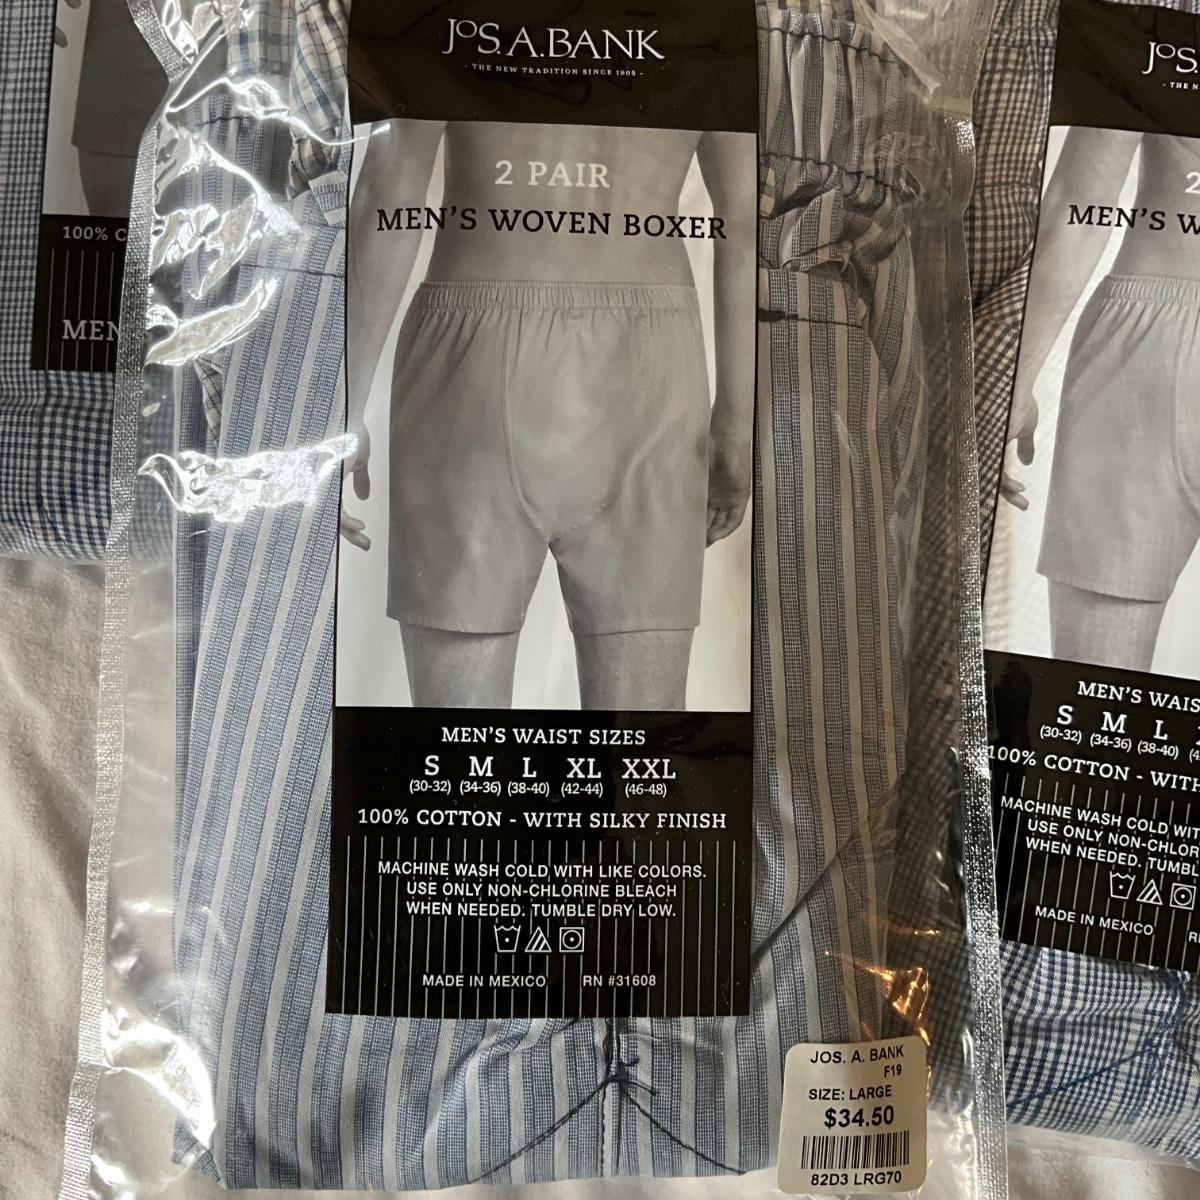 JoS.A.BANK
- THE NEW TRADITION SINCE 1905 -
2 PAIR
MEN'S WOVEN BOXER
MEN'S WAIST SIZES
S M L XL XXL
(30-32) (34-36) (38-40) (42-44) (46-48)
100% COTTON - WITH SILKY FINISH
MACHINE WASH COLD WITH LIKE COLORS.
USE ONLY NON-CHLORINE BLEACH
WHEN NEEDED. TUMBLE DRY LOW.
MADE IN MEXICO RN #31608
JOS. A. BANK
F19
SIZE: LARGE
$34.50
82D3 LRG70
100% C
MEN
JoS.
- THE N
2
MEN'S W
MEN'S WAIS
S M L
(30-32) (34-36) (38-40) (4
100% COTTON - WITH
MACHINE WASH COLD WIT
USE ONLY NON-CHLOR
WHEN NEEDED. TUMBL
MADE IN MEXICO R